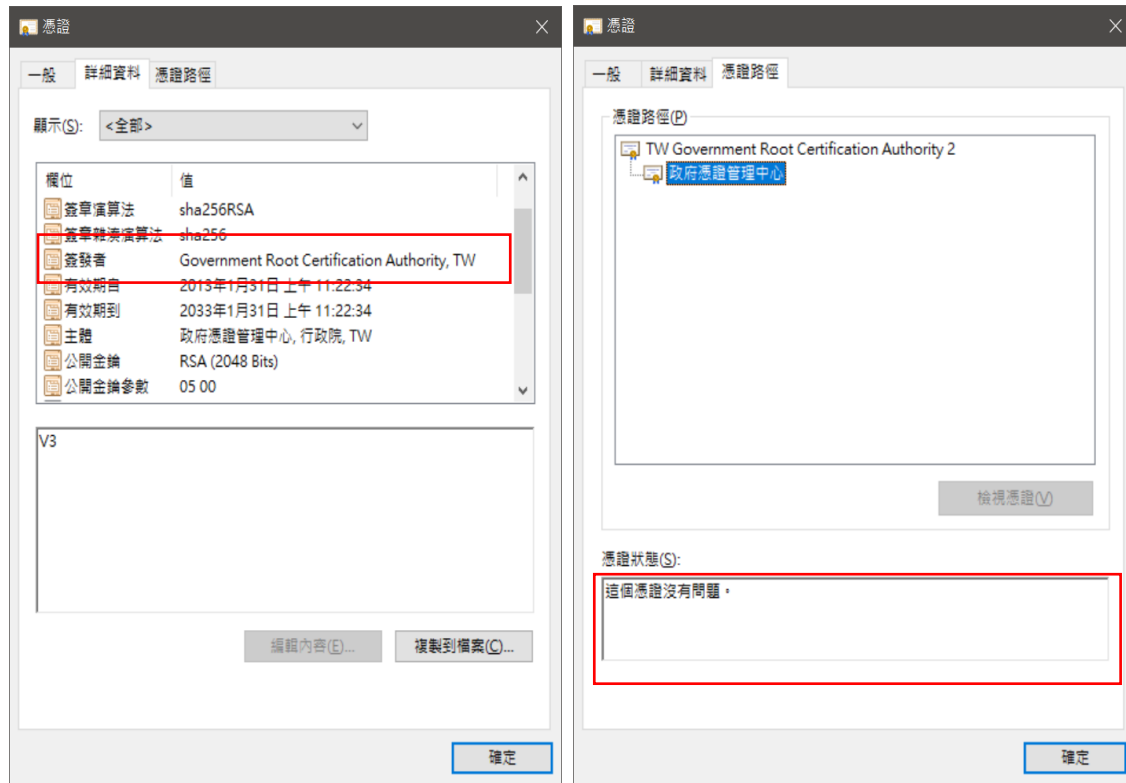 憑證
一般 詳細資料 憑證路徑
顯示(S): <全部>
欄位 值
簽章演算法 sha256RSA
簽章雜湊演算法 sha256
簽發者 Government Root Certification Authority, TW
有效期自 2013年1月31日 上午 11:22:34
有效期到 2033年1月31日 上午 11:22:34
主體 政府憑證管理中心, 行政院, TW
公開金鑰 RSA (2048 Bits)
公開金鑰參數 05 00
V3
編輯內容(E)... 複製到檔案(C)...
確定
憑證
一般 詳細資料 憑證路徑
憑證路徑(P)
TW Government Root Certification Authority 2
政府憑證管理中心
檢視憑證(V)
憑證狀態(S):
這個憑證沒有問題。
確定